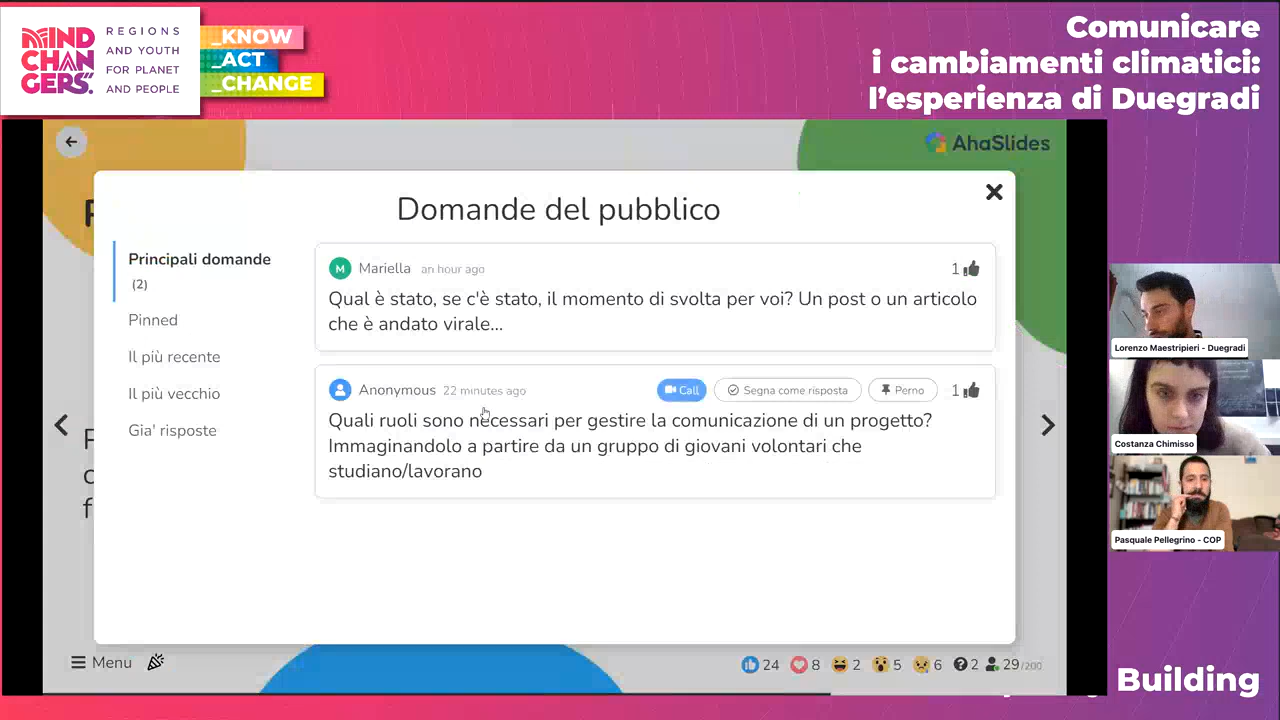 MIND
CHAN
GERS.
REGIONS
AND YOUTH
FOR PLANET
AND PEOPLE
_KNOW
_ACT
_CHANGE
Comunicare
i cambiamenti climatici:
l'esperienza di Duegradi
AhaSlides
Domande del pubblico
Principali domande
(2)
Pinned
Il più recente
Il più vecchio
Gia' risposte
M Mariella an hour ago 1
Qual è stato, se c'è stato, il momento di svolta per voi? Un post o un articolo
che è andato virale...
Anonymous 22 minutes ago Call Segna come risposta Perno 1
Quali ruoli sono necessari per gestire la comunicazione di un progetto?
Immaginandolo a partire da un gruppo di giovani volontari che
studiano/lavorano
Menu
24 8 2 5 6 2 29/200
Lorenzo Maestripieri - Duegradi
Costanza Chimisso
Pasquale Pellegrino - COP
Building